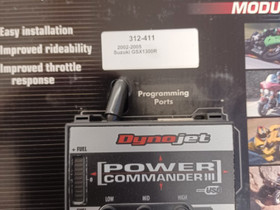 MODU
Easy installation
Improved rideability
Improved throttle
response
312-411
2002-2005
Suzuki GSX1300R
Programming
Ports
Dynojet
+ FUEL
POWER
COMMANDER III
USB
LOW
MID
HIGH